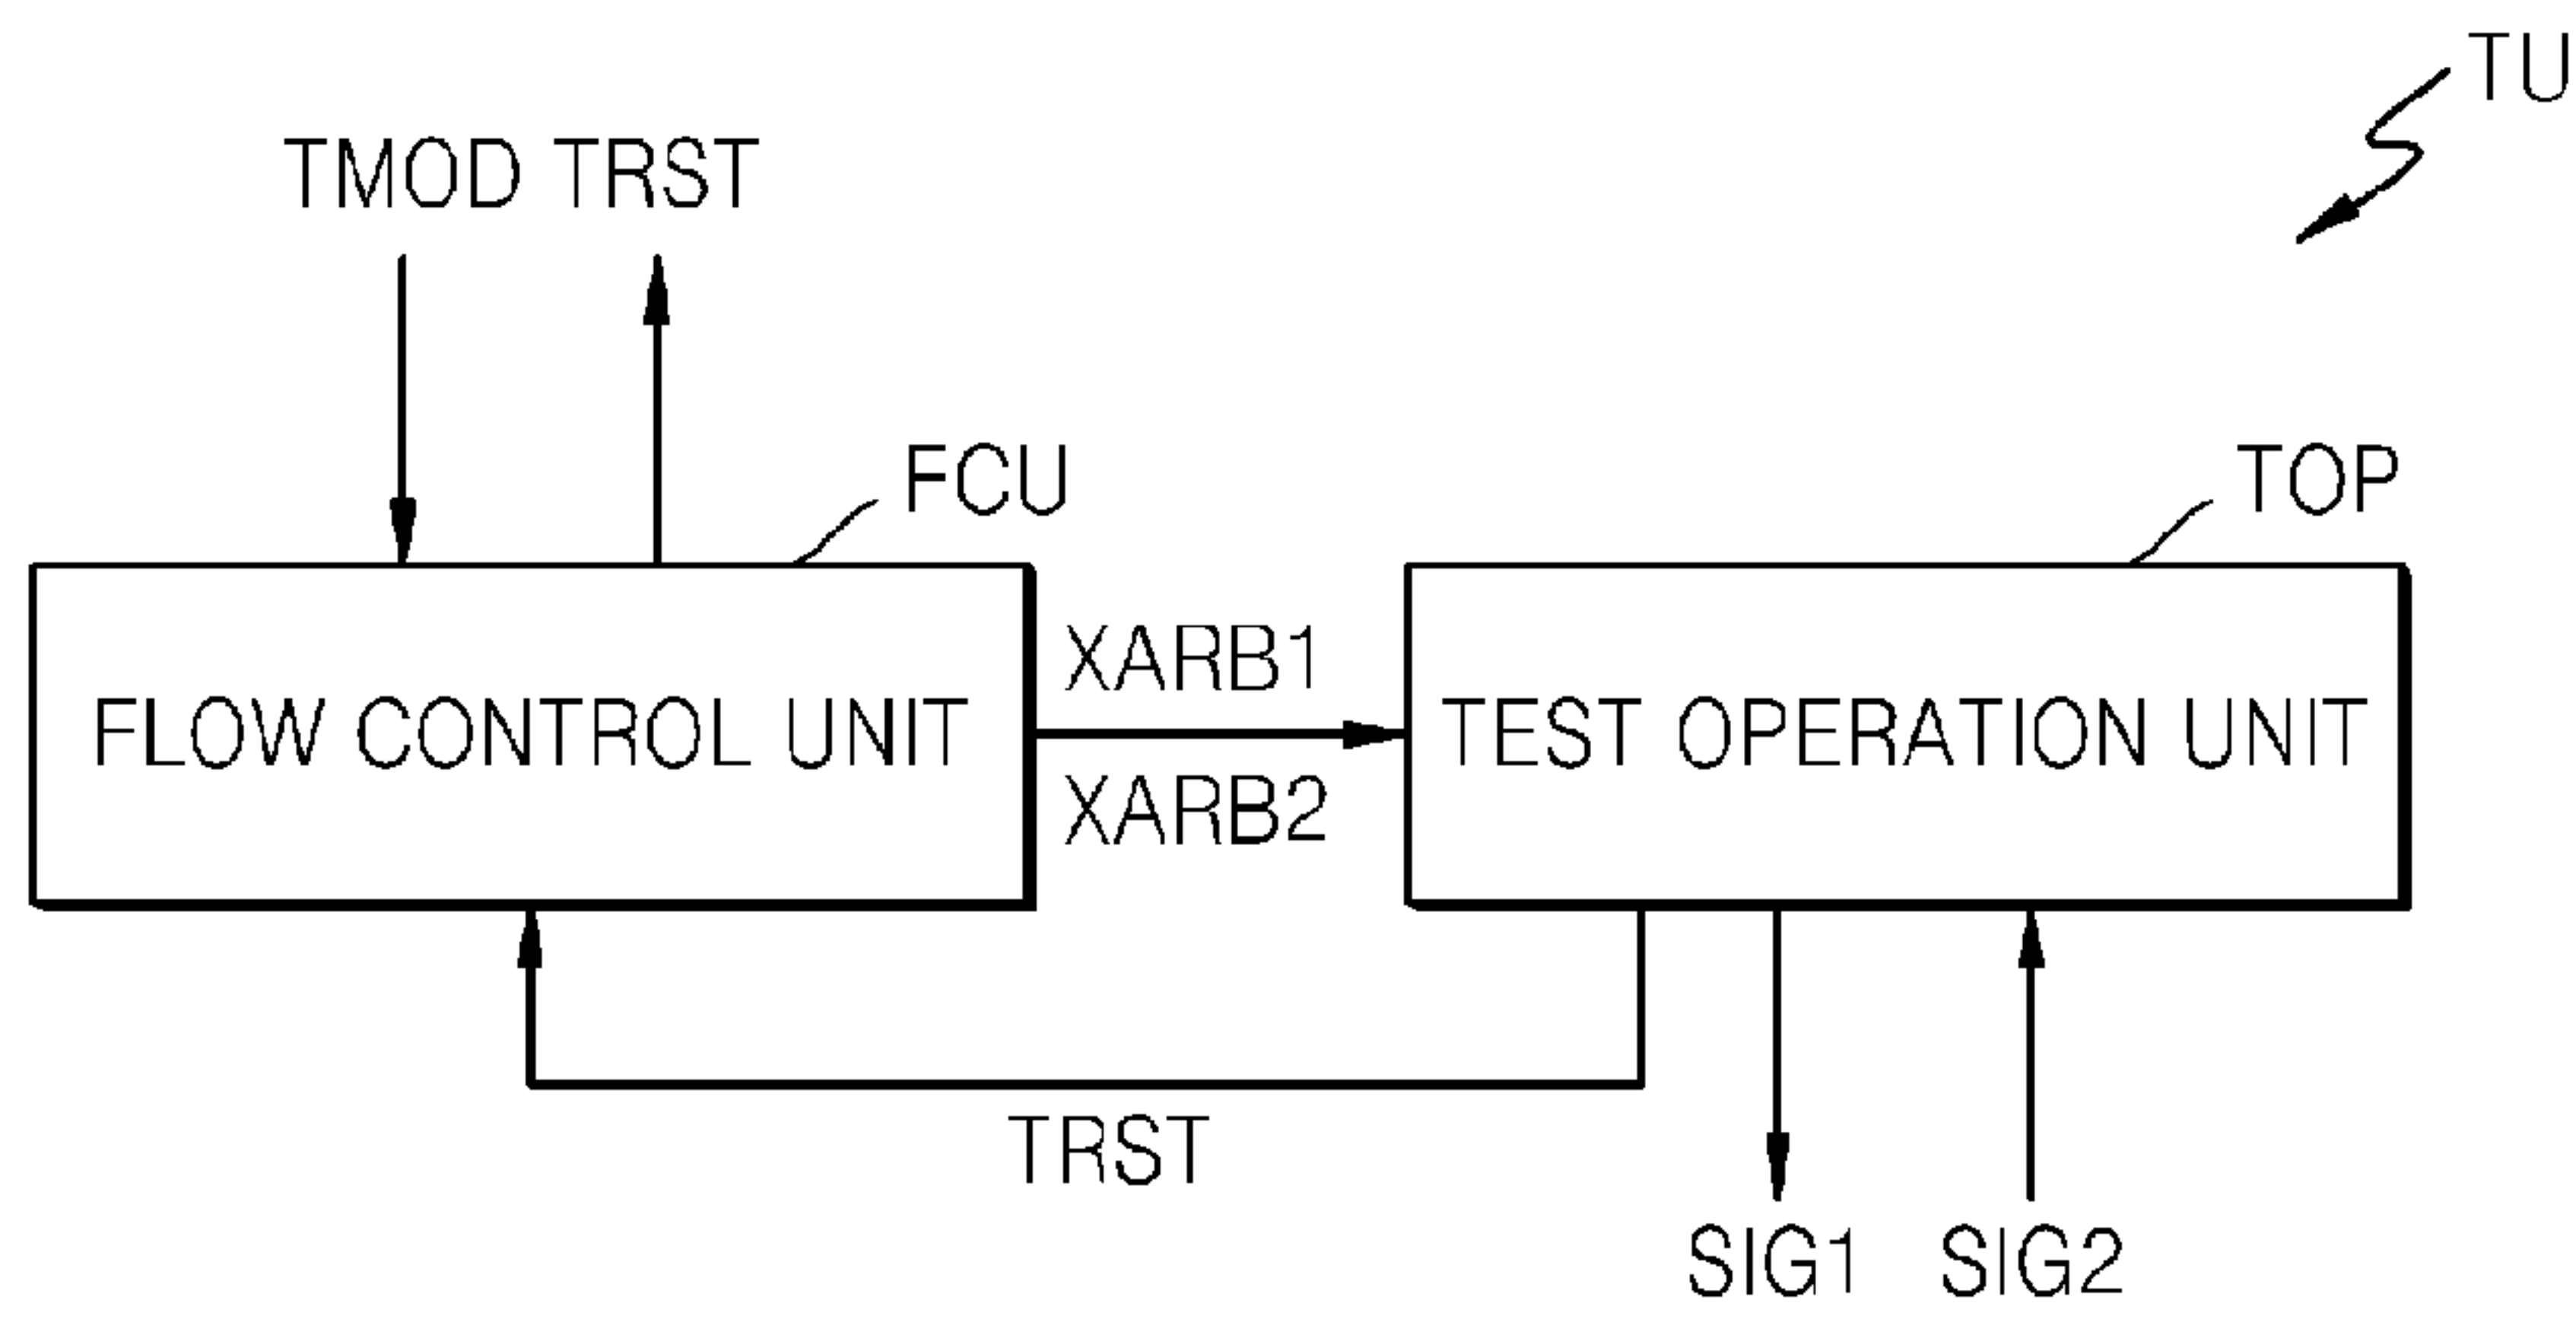 TU
TMOD TRST
FCU
TOP
XARB1
FLOW CONTROL UNIT
TEST OPERATION UNIT
XARB2
TRST
SIG1 SIG2